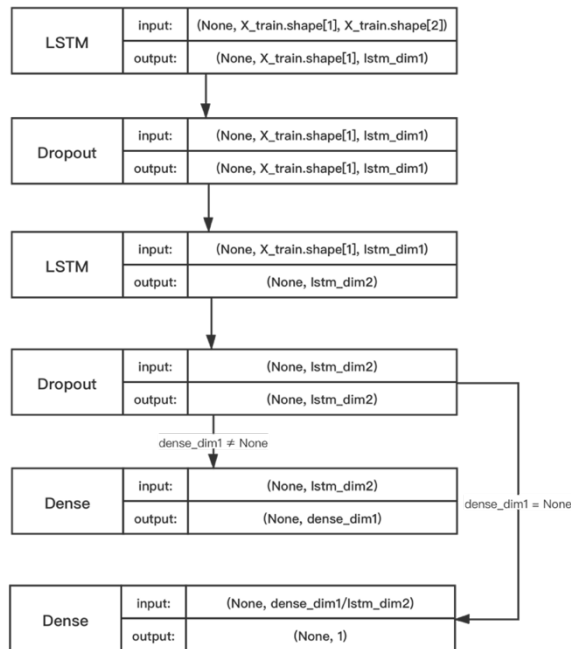 LSTM
input:
(None, X_train.shape[1], X_train.shape[2])
output:
(None, X_train.shape[1], lstm_dim1)
Dropout
input:
(None, X_train.shape[1], lstm_dim1)
output:
(None, X_train.shape[1], lstm_dim1)
LSTM
input:
(None, X_train.shape[1], lstm_dim1)
output:
(None, lstm_dim2)
Dropout
input:
(None, lstm_dim2)
output:
(None, lstm_dim2)
dense_dim1 ≠ None
dense_dim1 = None
Dense
input:
(None, lstm_dim2)
output:
(None, dense_dim1)
Dense
input:
(None, dense_dim1/lstm_dim2)
output:
(None, 1)